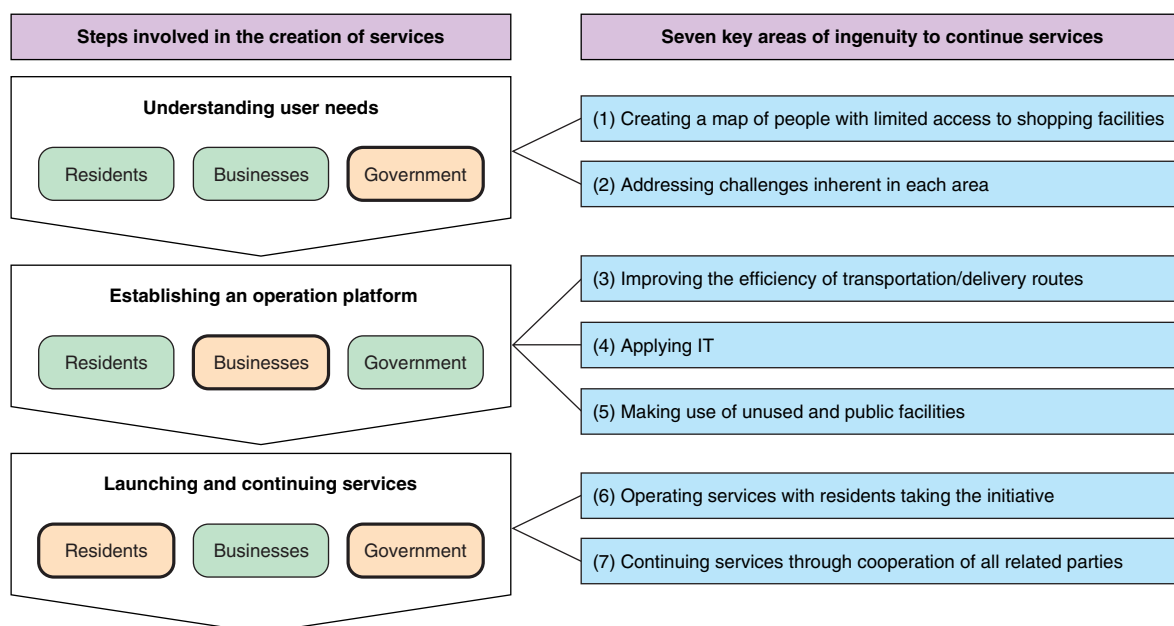 Steps involved in the creation of services
Seven key areas of ingenuity to continue services
Understanding user needs
Residents
Businesses
Government
(1) Creating a map of people with limited access to shopping facilities
(2) Addressing challenges inherent in each area
Establishing an operation platform
Residents
Businesses
Government
(3) Improving the efficiency of transportation/delivery routes
(4) Applying IT
(5) Making use of unused and public facilities
Launching and continuing services
Residents
Businesses
Government
(6) Operating services with residents taking the initiative
(7) Continuing services through cooperation of all related parties